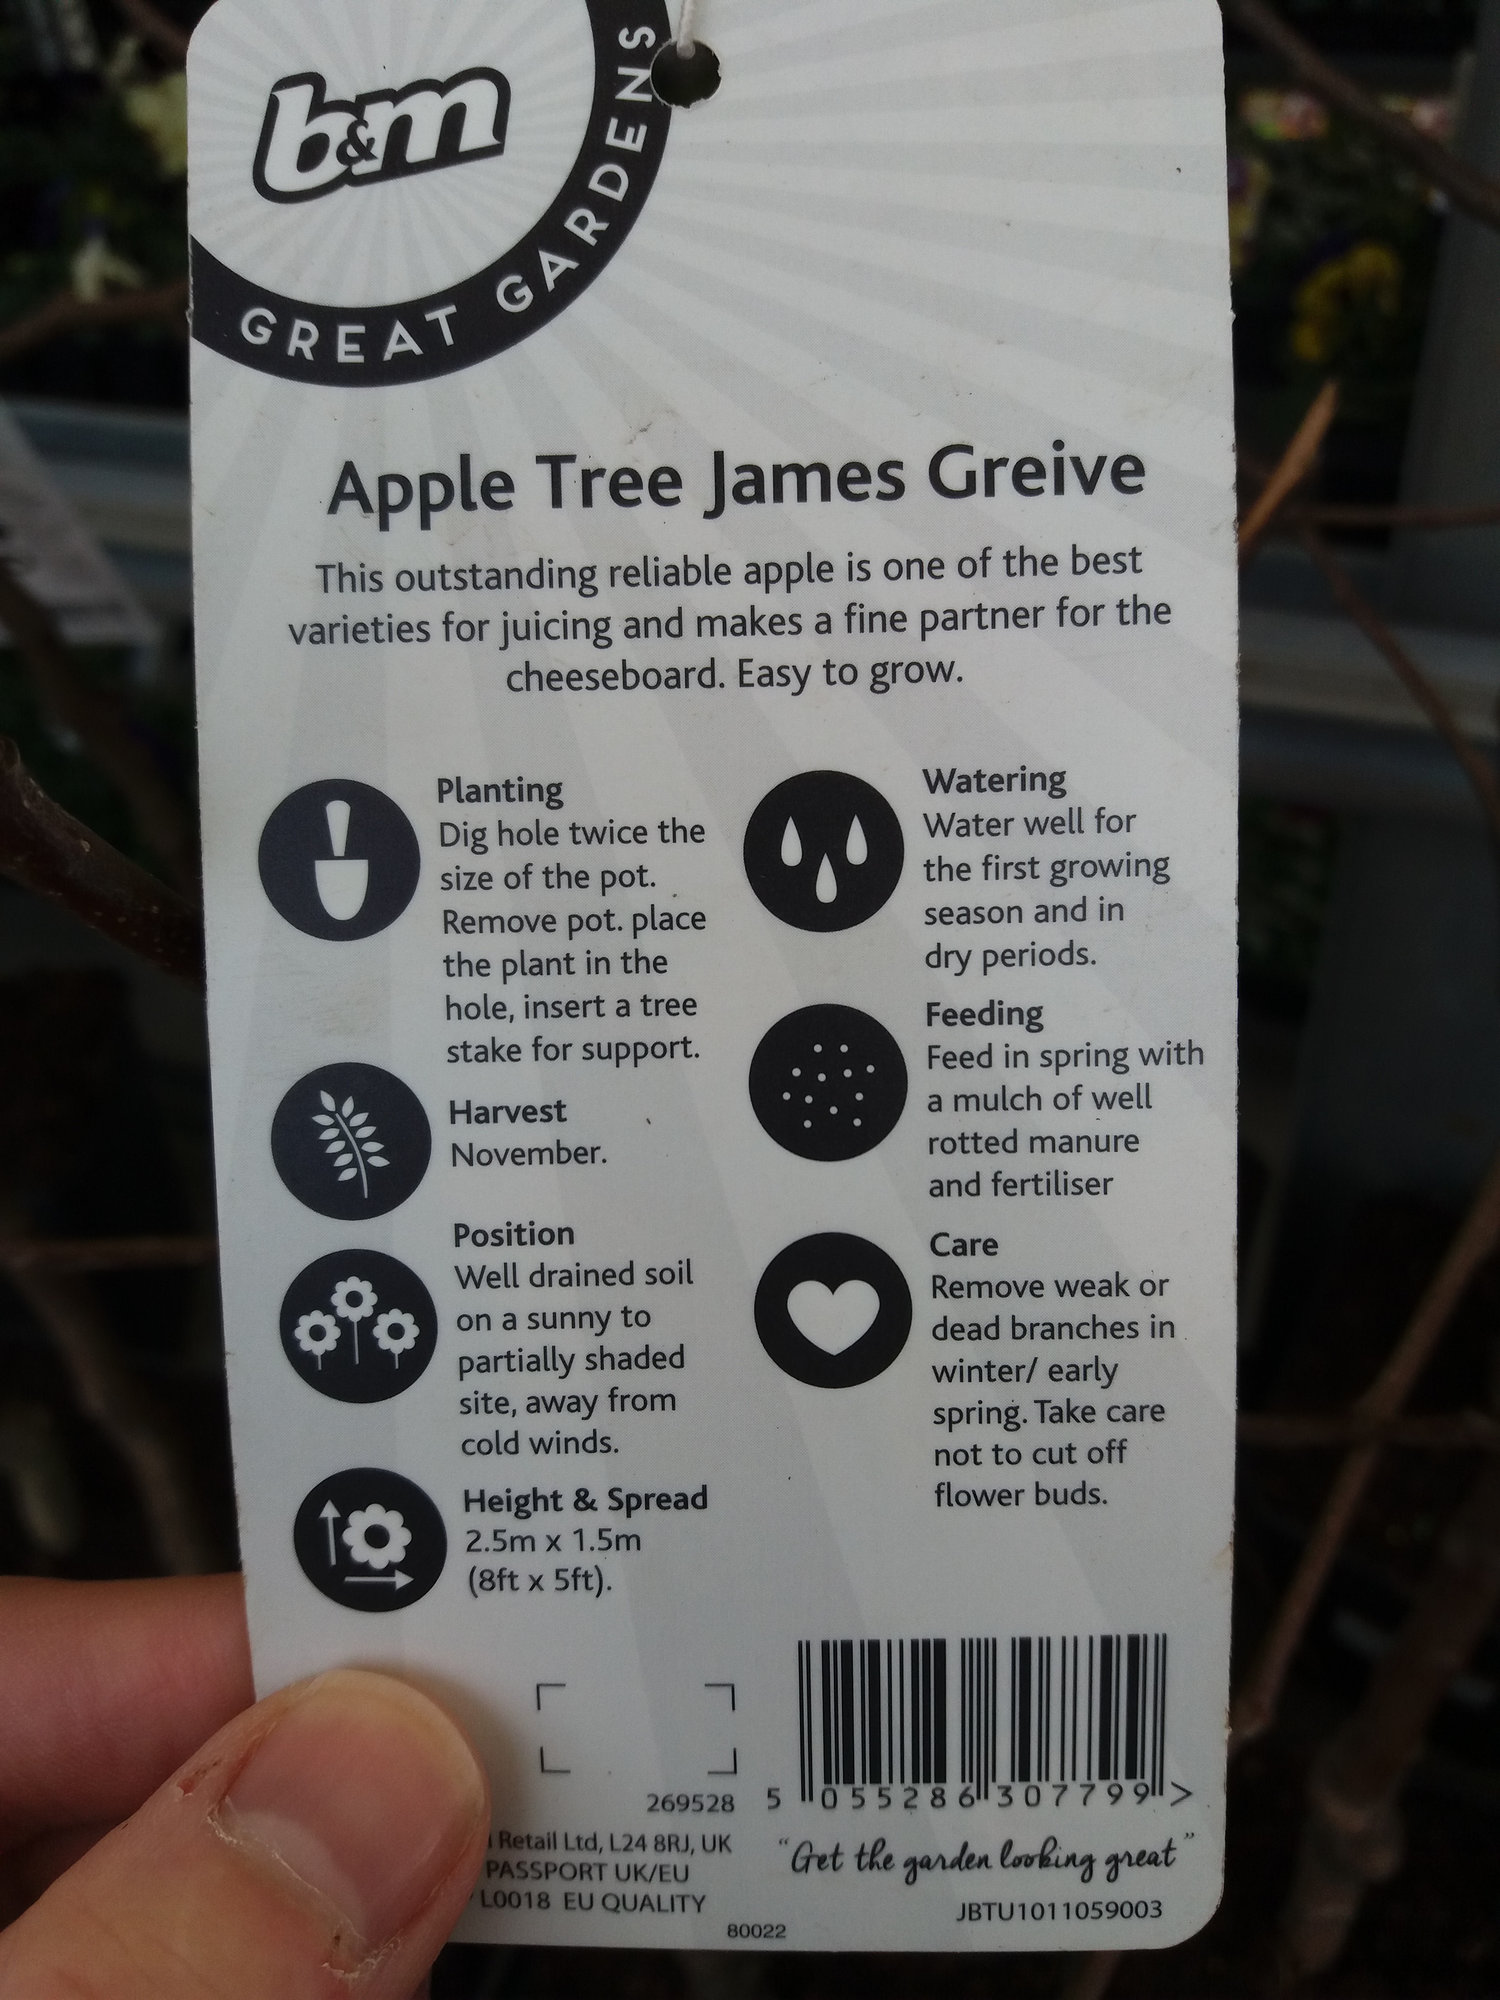 b&m
GREAT GARDENS
Apple Tree James Greive
This outstanding reliable apple is one of the best
varieties for juicing and makes a fine partner for the
cheeseboard. Easy to grow.
Planting
Dig hole twice the
size of the pot.
Remove pot. place
the plant in the
hole, insert a tree
stake for support.
Harvest
November.
Position
Well drained soil
on a sunny to
partially shaded
site, away from
cold winds.
Height & Spread
2.5m x 1.5m
(8ft x 5ft).
Watering
Water well for
the first growing
season and in
dry periods.
Feeding
Feed in spring with
a mulch of well
rotted manure
and fertiliser
Care
Remove weak or
dead branches in
winter/ early
spring. Take care
not to cut off
flower buds.
269528
5 055286 307799 >
Retail Ltd, L24 8RJ, UK
PASSPORT UK/EU
L0018 EU QUALITY
80022
"Get the garden looking great"
JBTU1011059003